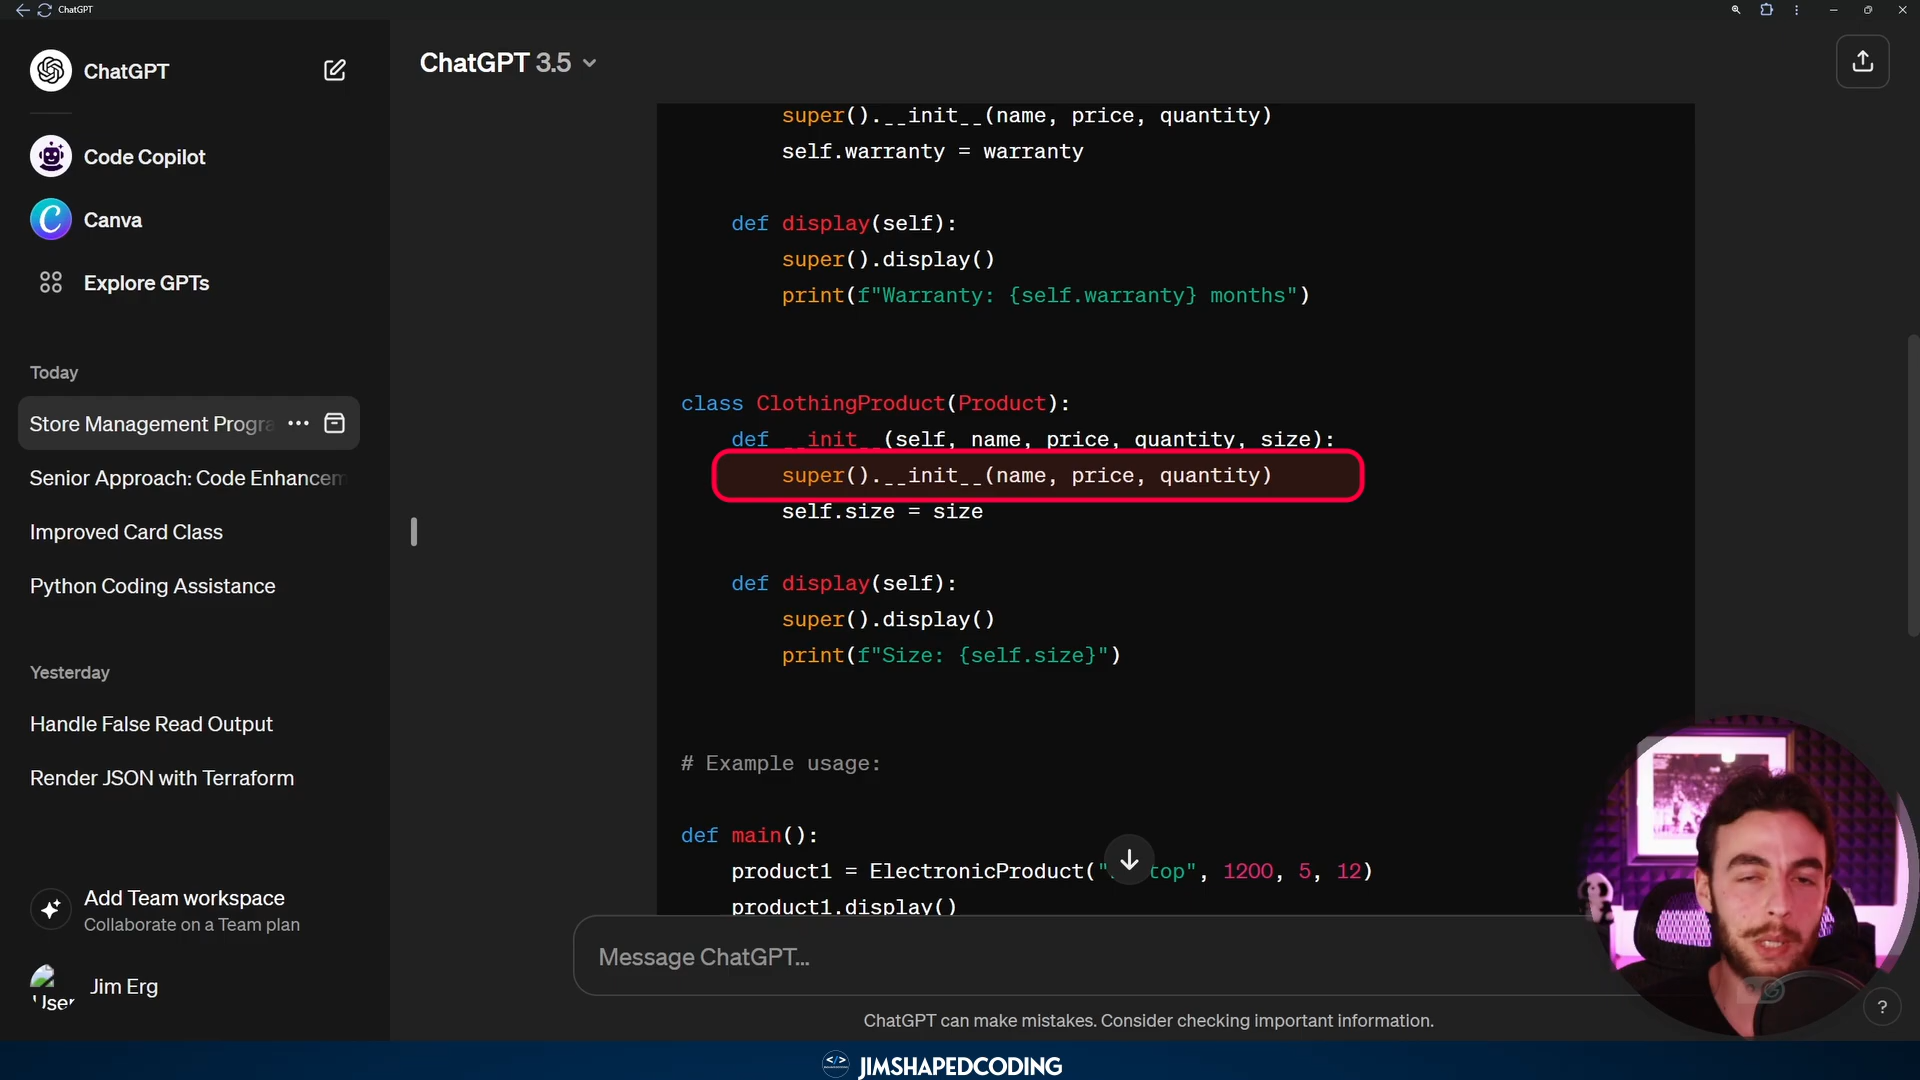 ChatGPT
ChatGPT
Code Copilot
Canva
Explore GPTs
Today
Store Management Progra
Senior Approach: Code Enhancem
Improved Card Class
Python Coding Assistance
Yesterday
Handle False Read Output
Render JSON with Terraform
Add Team workspace
Collaborate on a Team plan
User
Jim Erg
ChatGPT 3.5
super().__init__(name, price, quantity)
self.warranty = warranty
def display(self):
super().display()
print(f"Warranty: {self.warranty} months")
class ClothingProduct(Product):
def __init__(self, name, price, quantity, size):
super().__init__(name, price, quantity)
self.size = size
def display(self):
super().display()
print(f"Size: {self.size}")
# Example usage:
def main():
product1 = ElectronicProduct(" top", 1200, 5, 12)
product1.display()
Message ChatGPT...
ChatGPT can make mistakes. Consider checking important information.
?
</> JIMSHAPEDCODING